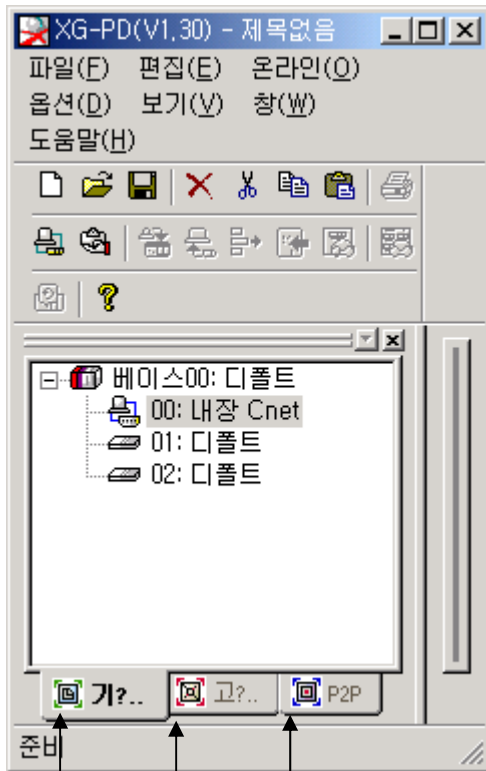 XG-PD(V1,30) - 제목없음
파일(F) 편집(E) 온라인(O)
옵션(D) 보기(V) 창(W)
도움말(H)
베이스00: 디폴트
00: 내장 Cnet
01: 디폴트
02: 디폴트
기?.. 고?.. P2P
준비